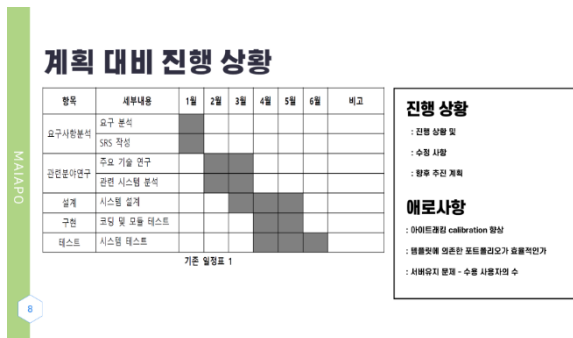 계획 대비 진행 상황
항목 세부내용 1월 2월 3월 4월 5월 6월 비고
요구사항분석 요구 분석
SRS 작성
관련분야연구 주요 기술 연구
관련 시스템 분석
설계 시스템 설계
구현 코딩 및 모듈 테스트
테스트 시스템 테스트
기존 일정표 1
진행 상황
: 진행 상황 및
: 수정 사항
: 향후 추진 계획
애로사항
: 아이트래킹 calibration 향상
: 템플릿에 의존한 포트폴리오가 효율적인가
: 서버유지 문제 - 수용 사용자의 수
MAIAPO
8